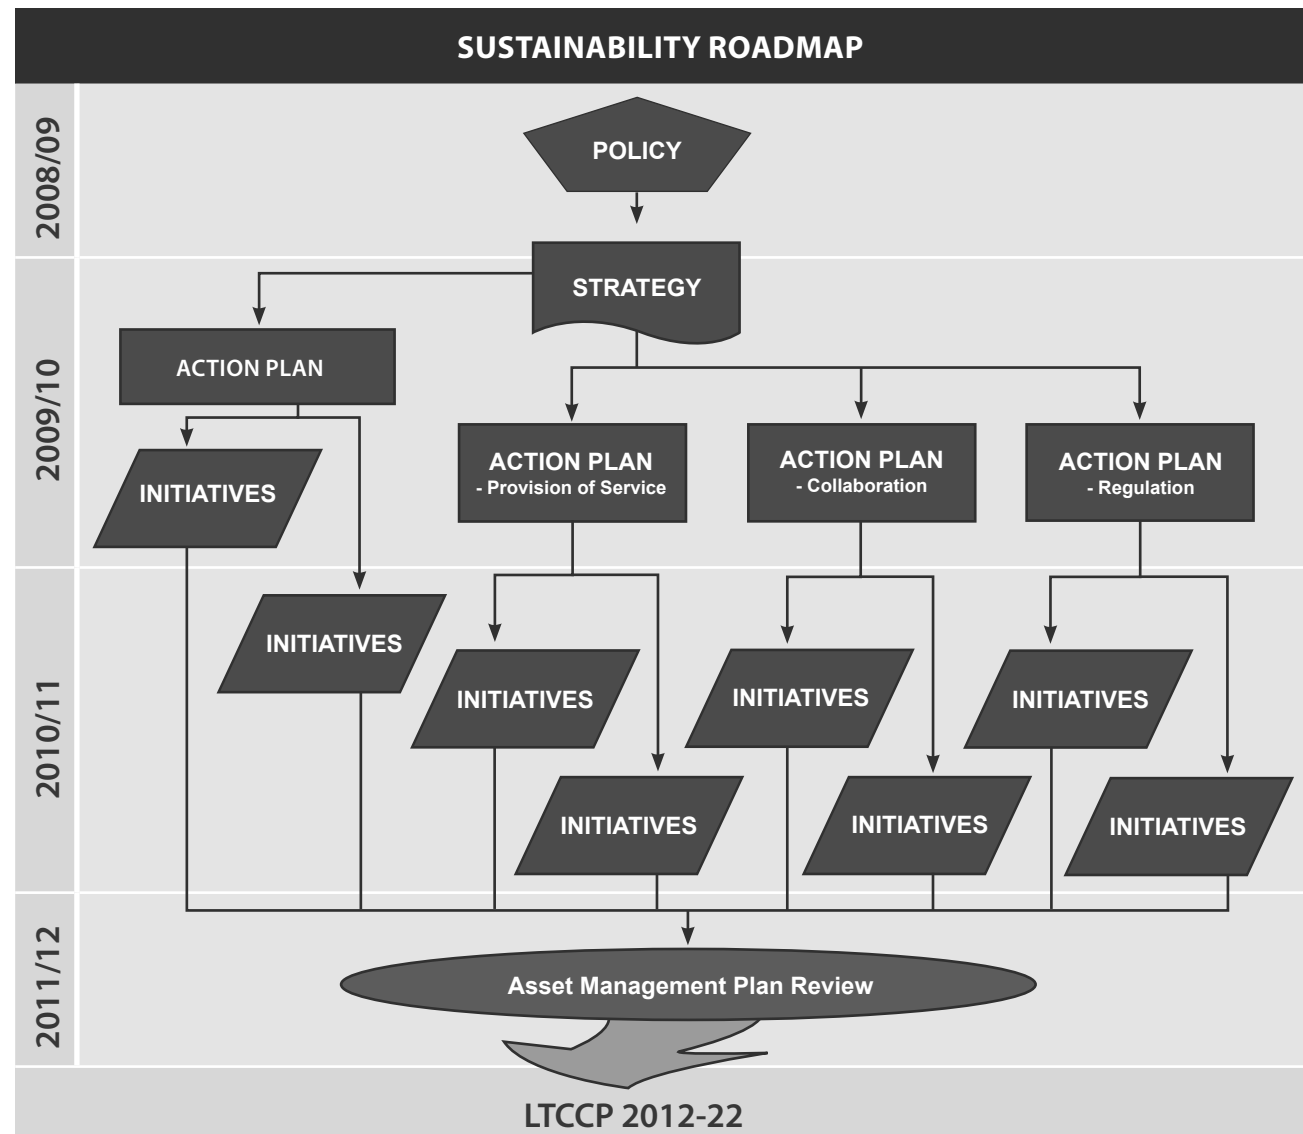 SUSTAINABILITY ROADMAP
2008/09
POLICY
STRATEGY
2009/10
ACTION PLAN
INITIATIVES
ACTION PLAN
- Provision of Service
ACTION PLAN
- Collaboration
ACTION PLAN
- Regulation
2010/11
INITIATIVES
INITIATIVES
INITIATIVES
INITIATIVES
INITIATIVES
INITIATIVES
INITIATIVES
2011/12
Asset Management Plan Review
LTCCP 2012-22